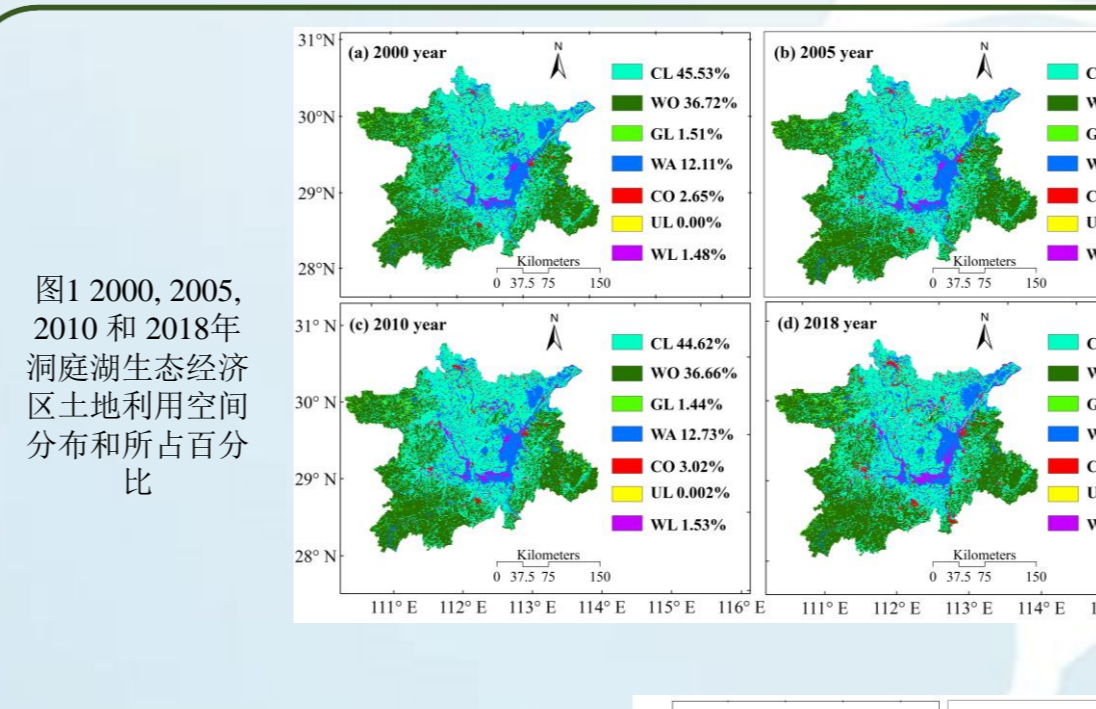 图1 2000, 2005,
2010 和 2018年
洞庭湖生态经济
区土地利用空间
分布和所占百分
比
(a) 2000 year
N
31°N
30°N
29°N
28°N
CL 45.53%
WO 36.72%
GL 1.51%
WA 12.11%
CO 2.65%
UL 0.00%
WL 1.48%
Kilometers
0 37.5 75 150
(b) 2005 year
N
C
W
G
W
C
U
W
Kilometers
0 37.5 75 150
(c) 2010 year
N
31° N
30° N
29° N
28° N
CL 44.62%
WO 36.66%
GL 1.44%
WA 12.73%
CO 3.02%
UL 0.002%
WL 1.53%
Kilometers
0 37.5 75 150
111° E 112° E 113° E 114° E 115° E 116° E
(d) 2018 year
N
C
W
G
W
C
U
W
Kilometers
0 37.5 75 150
111° E 112° E 113° E 114° E 1